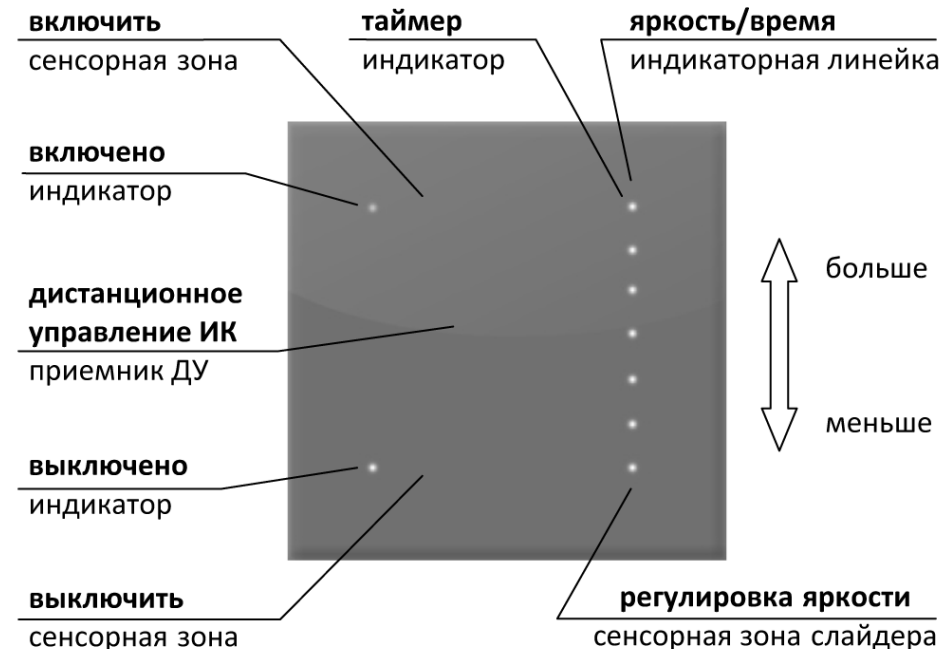 включить
сенсорная зона
таймер
индикатор
яркость/время
индикаторная линейка
включено
индикатор
дистанционное
управление ИК
приемник ДУ
больше
меньше
выключено
индикатор
выключить
сенсорная зона
регулировка яркости
сенсорная зона слайдера